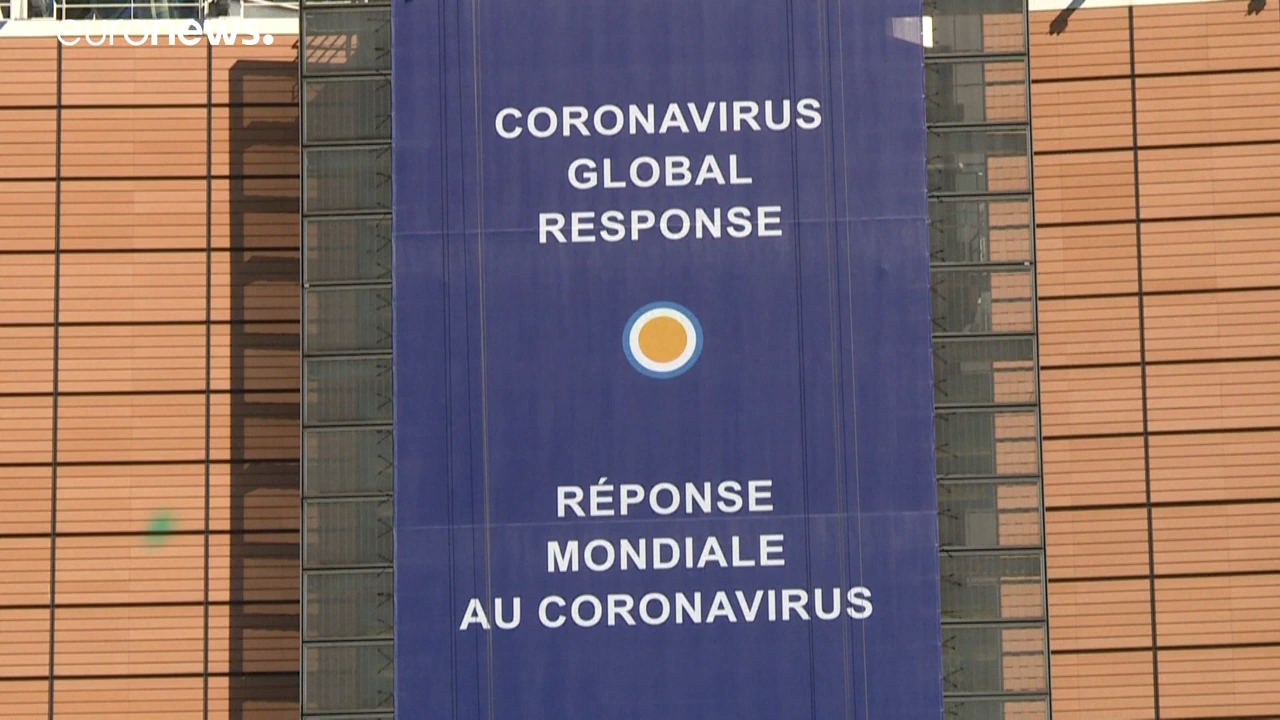 euronews.
CORONAVIRUS
GLOBAL
RESPONSE
RÉPONSE
MONDIALE
AU CORONAVIRUS